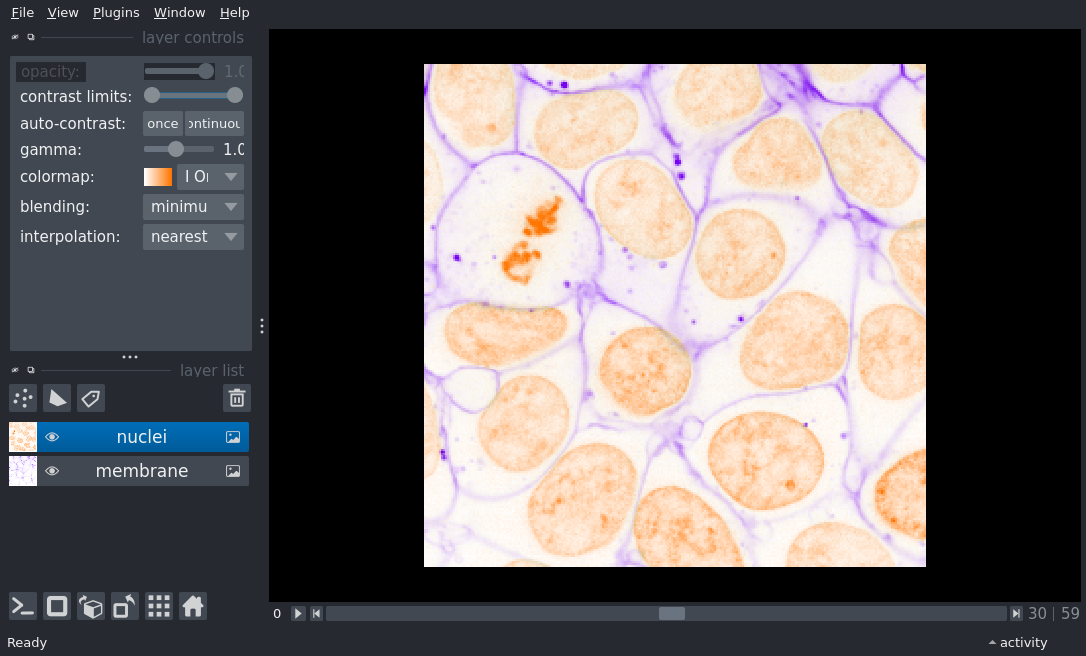 File View Plugins Window Help
layer controls
opacity: 1.0
contrast limits:
auto-contrast: once ontinuou
gamma: 1.0
colormap: I Or
blending: minimu
interpolation: nearest
layer list
nuclei
membrane
0 30 | 59
Ready activity